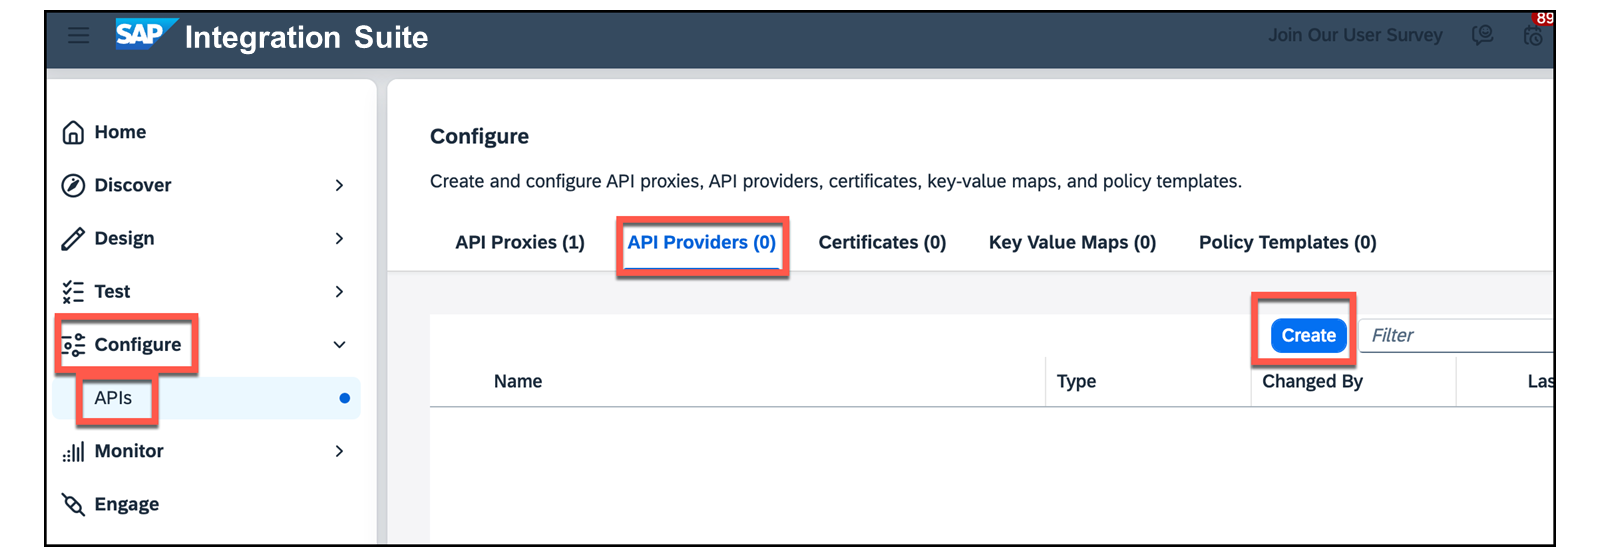 SAP Integration Suite
Join Our User Survey
89
Home
Discover
Design
Test
Configure
APIs
Monitor
Engage
Configure
Create and configure API proxies, API providers, certificates, key-value maps, and policy templates.
API Proxies (1) API Providers (0) Certificates (0) Key Value Maps (0) Policy Templates (0)
Create Filter
Name Type Changed By Las